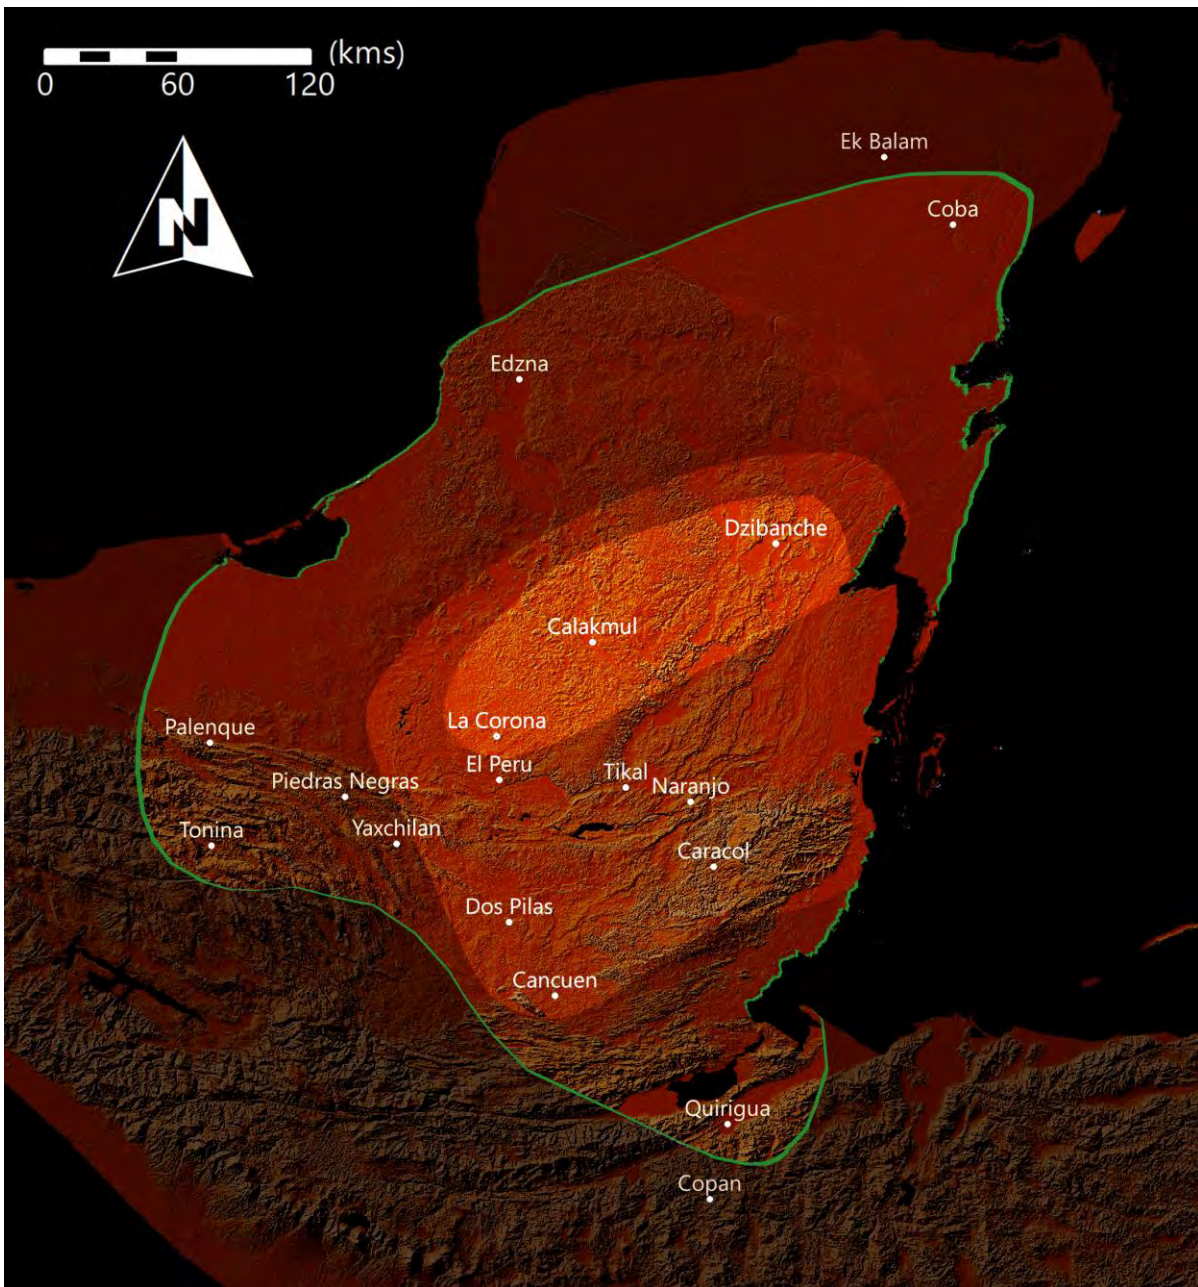 (kms)
0 60 120
N
Ek Balam
Coba
Edzna
Dzibanche
Calakmul
La Corona
Palenque
El Peru
Tikal
Piedras Negras
Naranjo
Tonina
Yaxchilan
Caracol
Dos Pilas
Cancuen
Quirigua
Copan